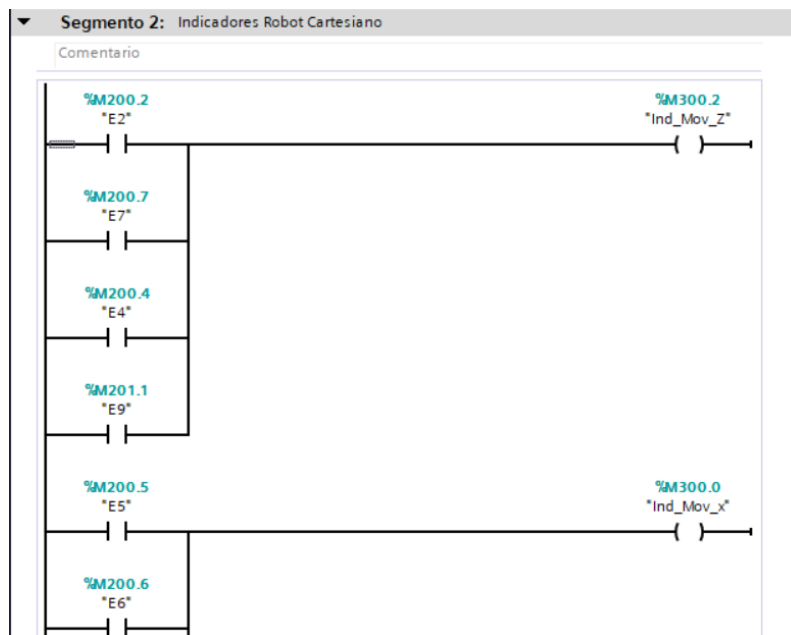 Segmento 2: Indicadores Robot Cartesiano
Comentario
%M200.2
"E2"
%M300.2
"Ind_Mov_Z"
%M200.7
"E7"
%M200.4
"E4"
%M201.1
"E9"
%M200.5
"E5"
%M300.0
"Ind_Mov_x"
%M200.6
"E6"